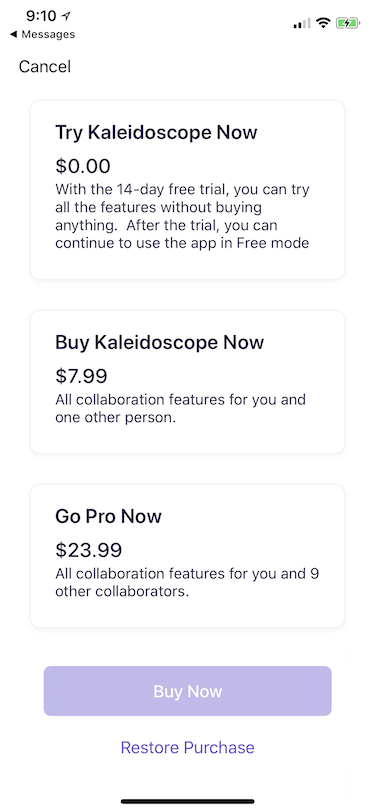 9:10
Messages
Cancel
Try Kaleidoscope Now
$0.00
With the 14-day free trial, you can try
all the features without buying
anything.  After the trial, you can
continue to use the app in Free mode
Buy Kaleidoscope Now
$7.99
All collaboration features for you and
one other person.
Go Pro Now
$23.99
All collaboration features for you and 9
other collaborators.
Buy Now
Restore Purchase